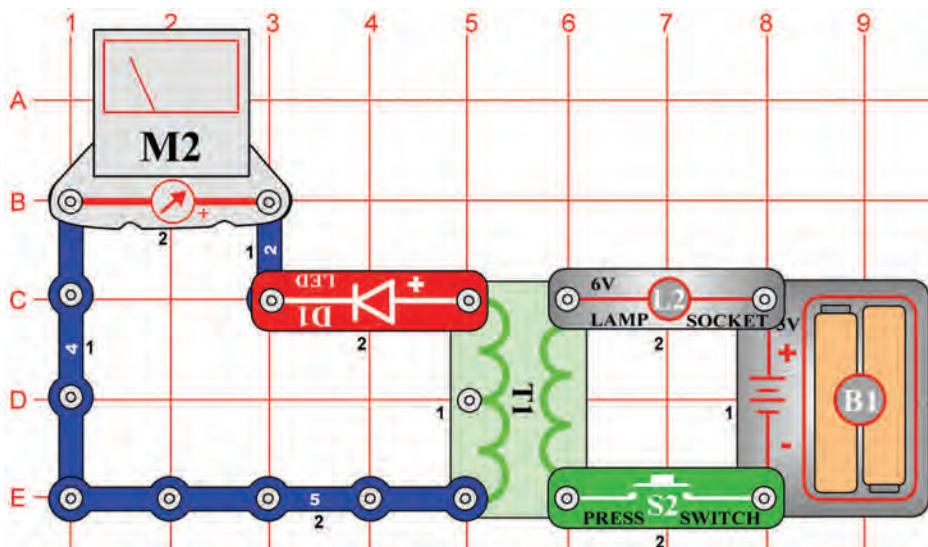 1 2 3 4 5 6 7 8 9
A
M2
B
+
2
1
2
C
LED
D1
+
2
6V
L2
LAMP SOCKET
2
3V
+
4
1
D
1
T1
1
B1
-
E
5
2
S2
PRESS SWITCH
2